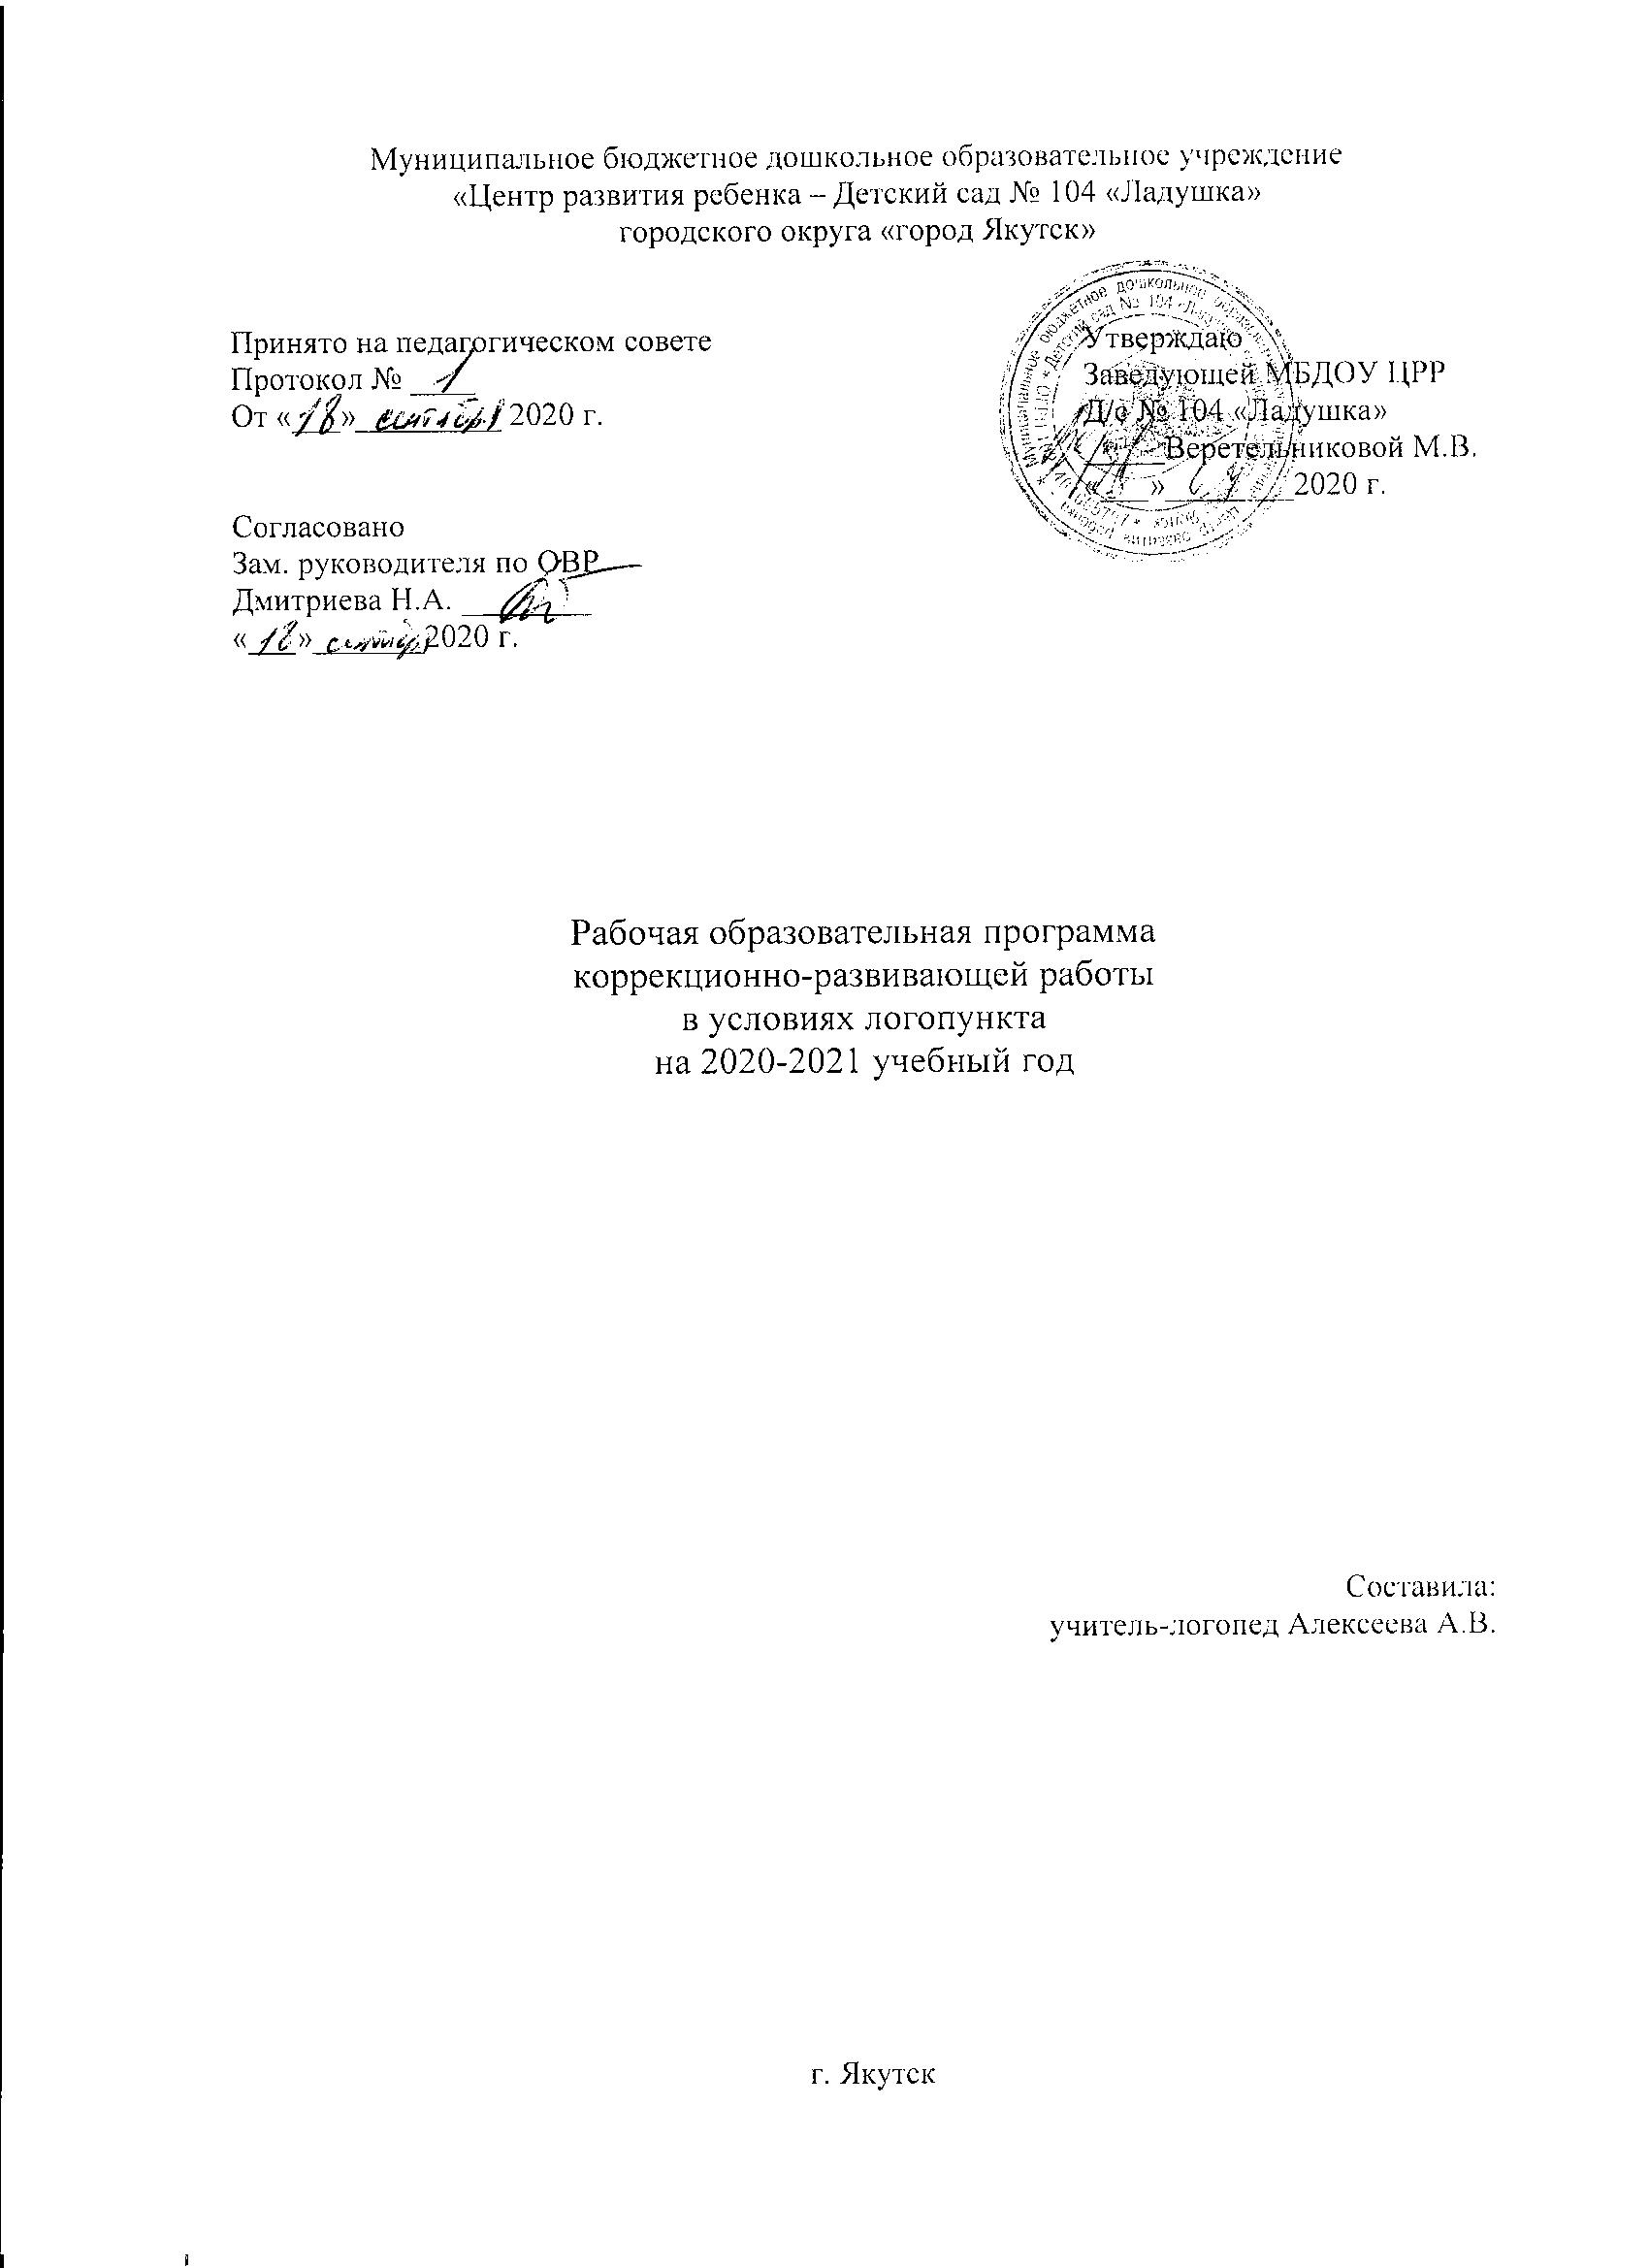 Муниципальное бюджетное дошкольное образовательное учреждение
«Центр развития ребенка – Детский сад № 104 «Ладушка»
городского округа «город Якутск»
Принято на педагогическом совете
Протокол № 1
От «18» сентября 2020 г.
Утверждаю
Заведующей МБДОУ ЦРР
Д/с № 104 «Ладушка»
Веретельниковой М.В.
« » 2020 г.
Согласовано
Зам. руководителя по ОВР
Дмитриева Н.А.
«18» сентября 2020 г.
Рабочая образовательная программа
коррекционно-развивающей работы
в условиях логопункта
на 2020-2021 учебный год
Составила:
учитель-логопед Алексеева А.В.
г. Якутск